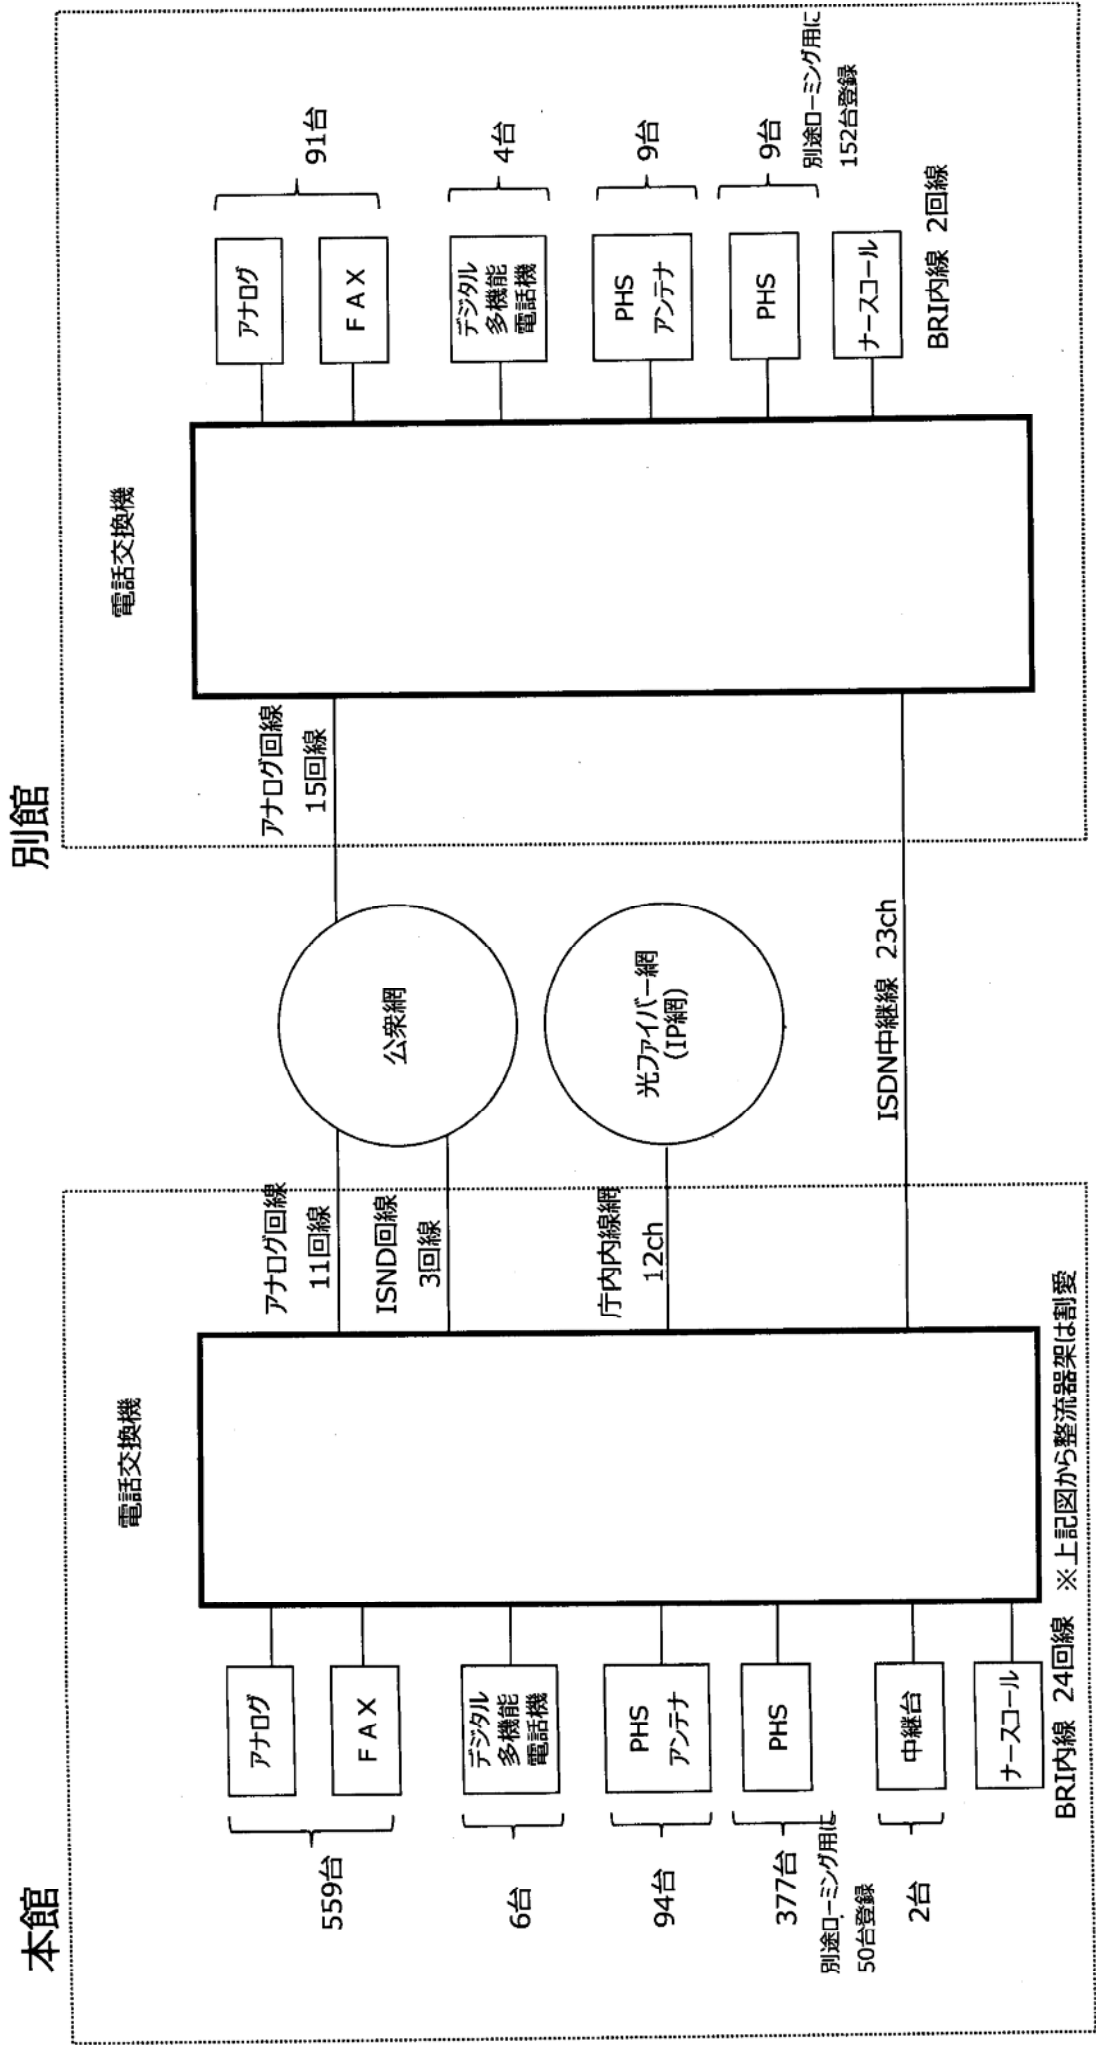 本館
電話交換機
アナログ
ＦＡＸ
559台
デジタル
多機能
電話機
6台
PHS
アンテナ
94台
PHS
377台
別途ローミング用に
50台登録
中継台
2台
ナースコール
BRI内線 24回線
※上記図から整流器架は割愛
アナログ回線
11回線
ISND回線
3回線
庁内内線網
12ch
公衆網
光ファイバー網
(IP網)
ISDN中継線 23ch
別館
電話交換機
アナログ回線
15回線
アナログ
ＦＡＸ
91台
デジタル
多機能
電話機
4台
PHS
アンテナ
9台
PHS
9台
別途ローミング用に
152台登録
ナースコール
BRI内線 2回線